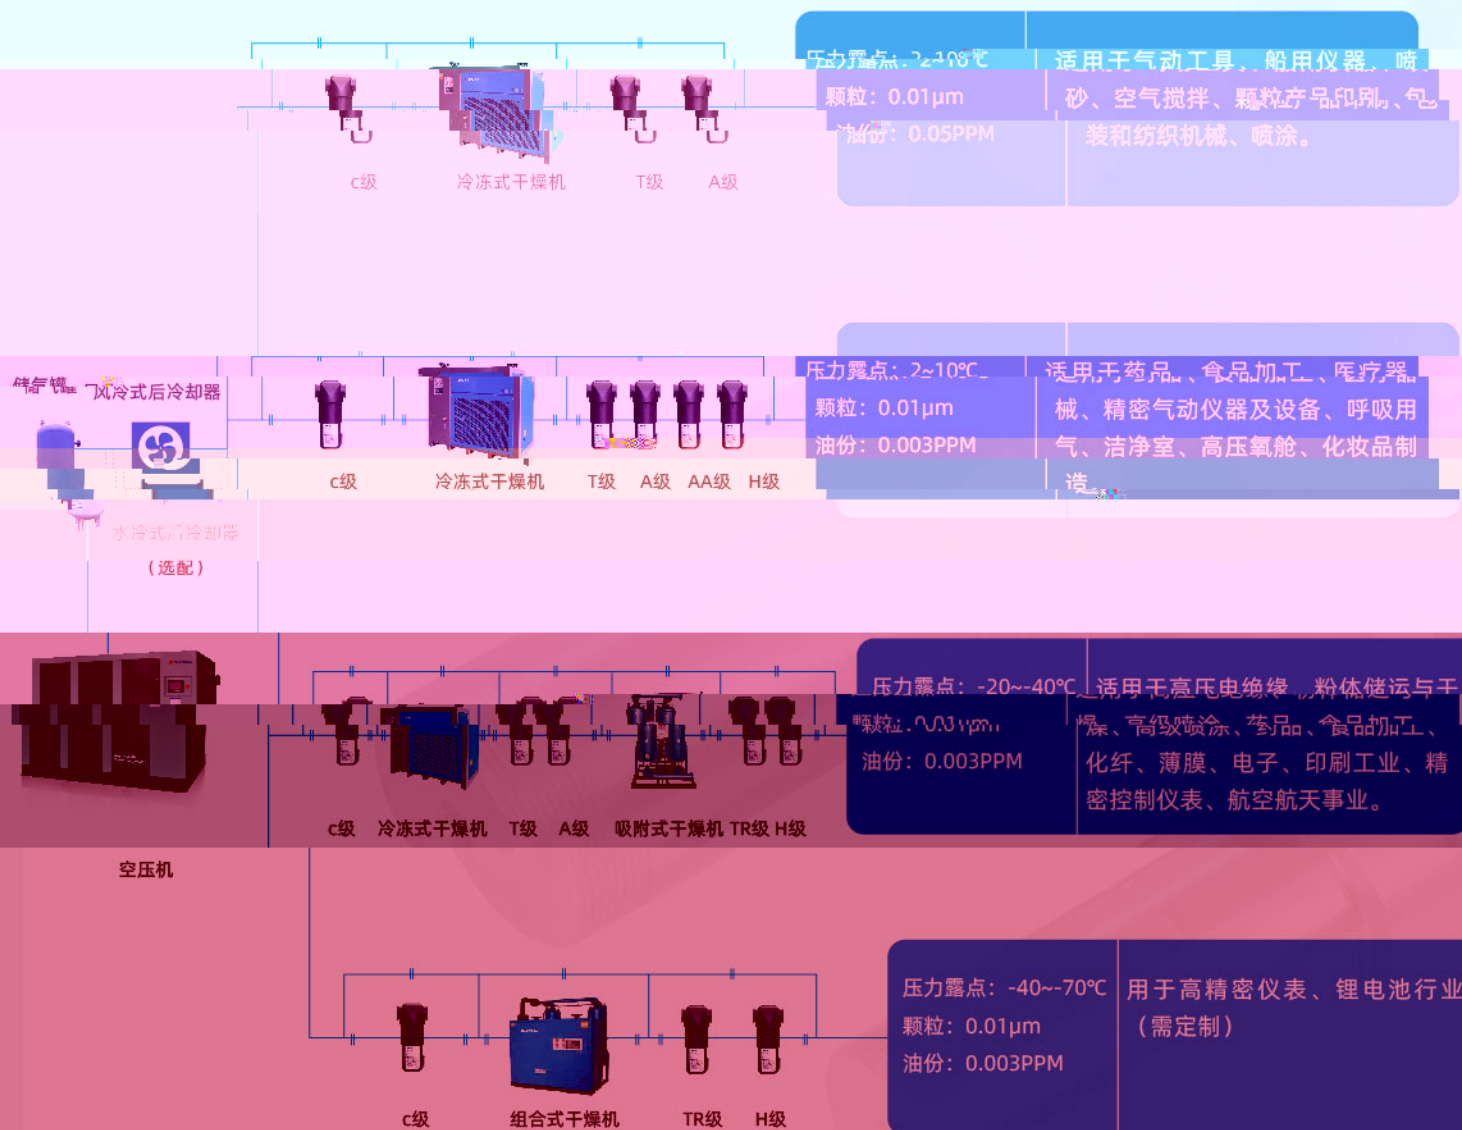 压力露点：2~10℃
适用于气动工具，船用仪器、喷
颗粒：0.01μm
砂、空气搅拌、颗粒产品印刷、包
油份：0.05PPM
装和纺织机械、喷涂。
c级
冷冻式干燥机
T级
A级
压力露点：2~10℃
适用于药品、食品加工、医疗器
储气罐
风冷式后冷却器
颗粒：0.01μm
械、精密气动仪器及设备、呼吸用
油份：0.003PPM
气、洁净室、高压氧舱、化妆品制
造
c级
冷冻式干燥机
T级
A级
AA级
H级
水冷式后冷却器
（选配）
压力露点：-20~-40℃
适用于高压电绝缘、粉体储运与干
颗粒：0.01μm
燥、高级喷涂、药品、食品加工、
油份：0.003PPM
化纤、薄膜、电子、印刷工业、精
密控制仪表、航空航天事业。
c级
冷冻式干燥机
T级
A级
吸附式干燥机
TR级
H级
空压机
压力露点：-40~-70℃
用于高精密仪表、锂电池行业
颗粒：0.01μm
（需定制）
油份：0.003PPM
c级
组合式干燥机
TR级
H级